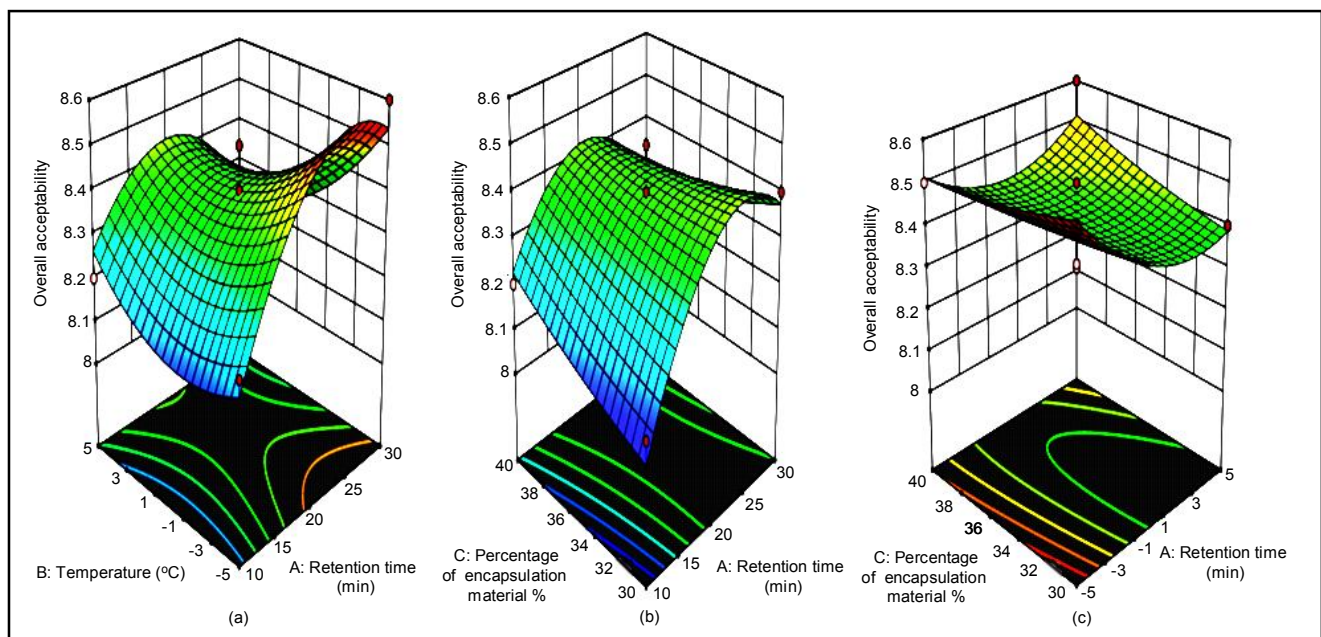 8.6
8.5
8.4
8.3
8.2
8.1
8
Overall acceptability
5
3
1
-1
-3
-5
10
15
20
25
30
B: Temperature (ºC)
A: Retention time
(min)
(a)
8.6
8.5
8.4
8.3
8.2
8.1
8
Overall acceptability
40
38
36
34
32
30
10
15
20
25
30
C: Percentage
of encapsulation
material %
A: Retention time
(min)
(b)
8.6
8.5
8.4
8.3
8.2
8.1
8
Overall acceptability
40
38
36
34
32
30
-5
-3
-1
1
3
5
C: Percentage
of encapsulation
material %
A: Retention time
(min)
(c)